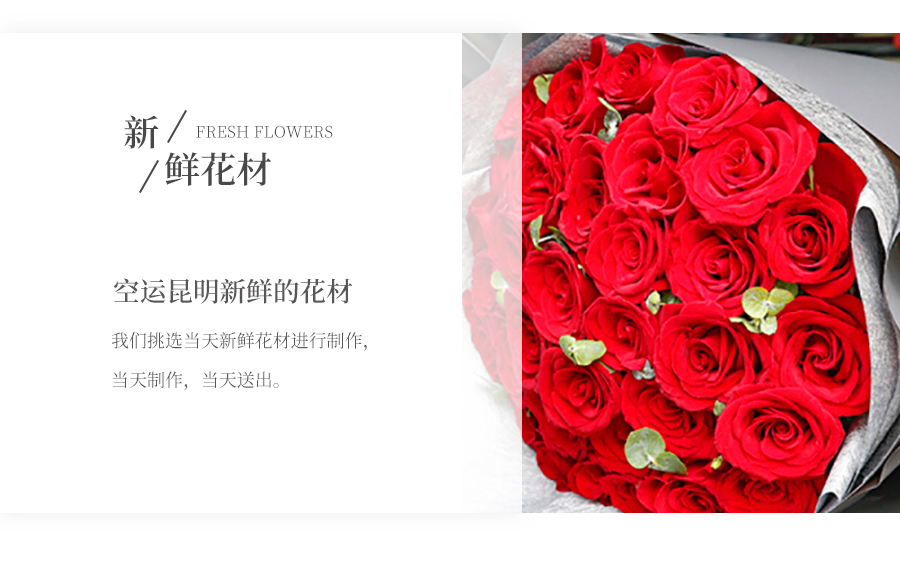 新
FRESH FLOWERS
鲜花材
空运昆明新鲜的花材
我们挑选当天新鲜花材进行制作,
当天制作，当天送出。